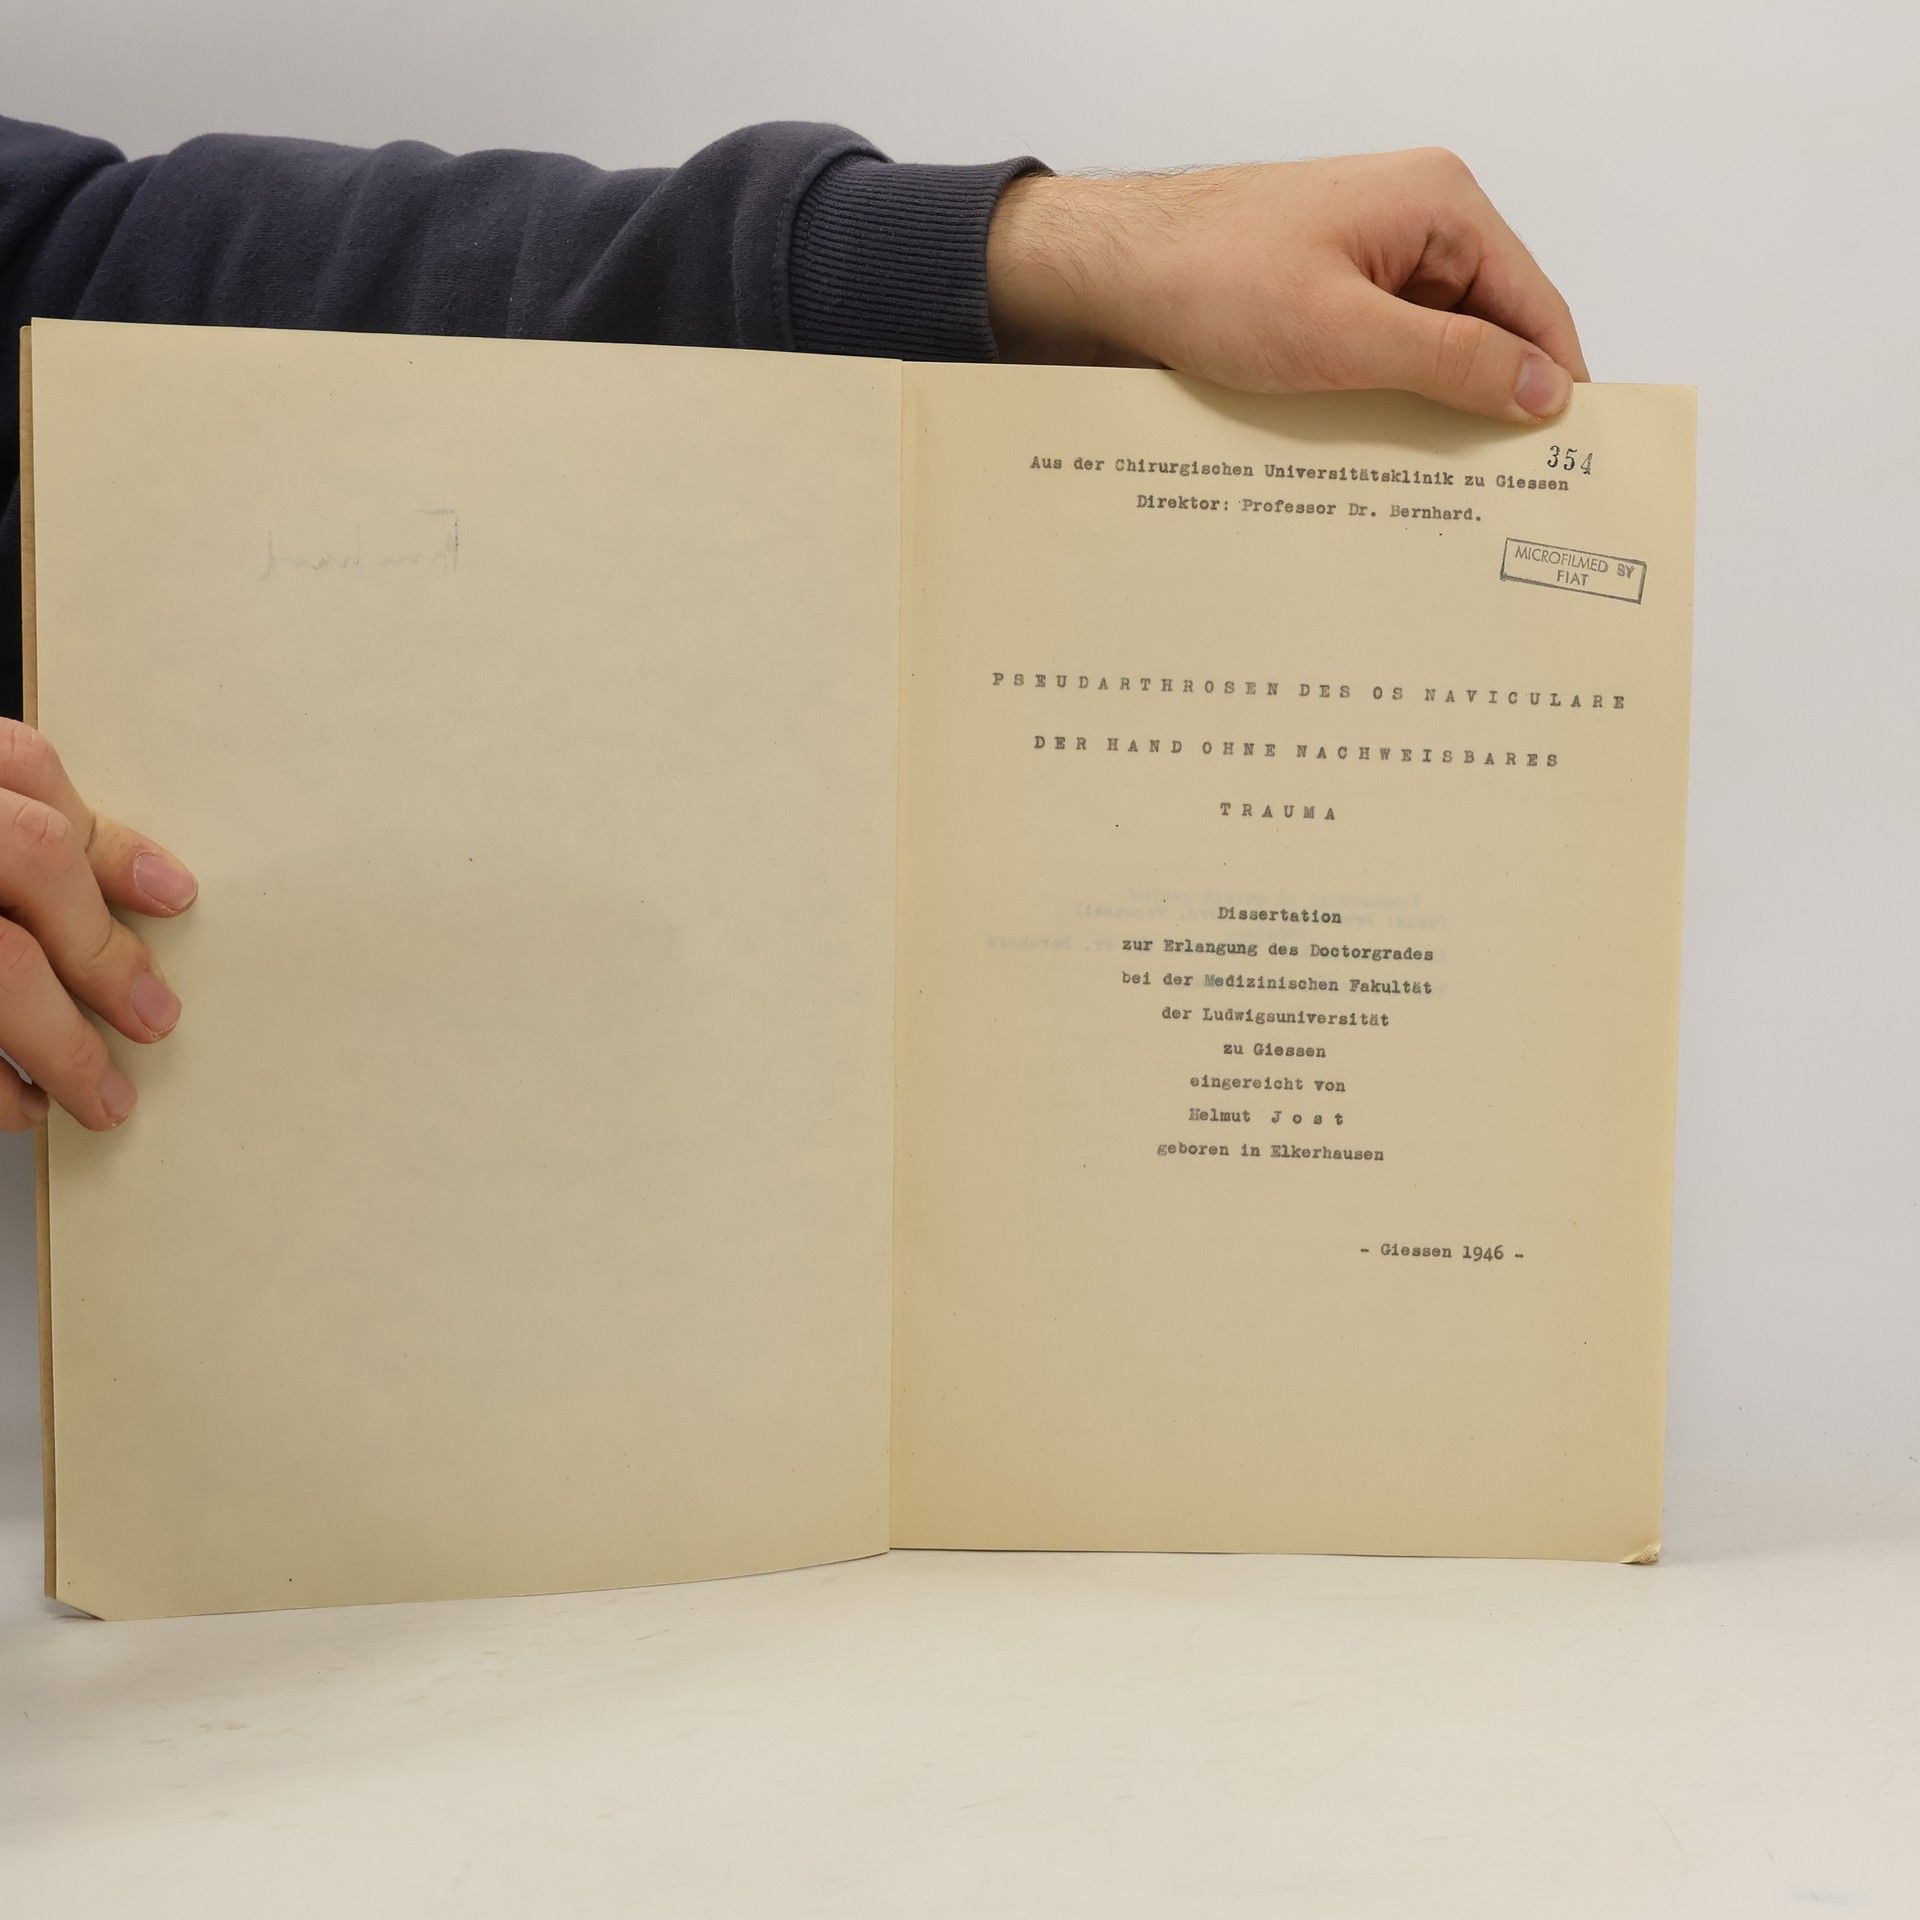 354
Aus der Chirurgischen Universitätsklinik zu Giessen
Direktor: Professor Dr. Bernhard.
MICROFILMED BY
FIAT
PSEUDARTHROSEN DES OS NAVICULARE
DER HAND OHNE NACHWEISBARES
TRAUMA
Dissertation
zur Erlangung des Doctorgrades
bei der Medizinischen Fakultät
der Ludwigsuniversität
zu Giessen
eingereicht von
Helmut Jost
geboren in Elkerhausen
- Giessen 1946 -